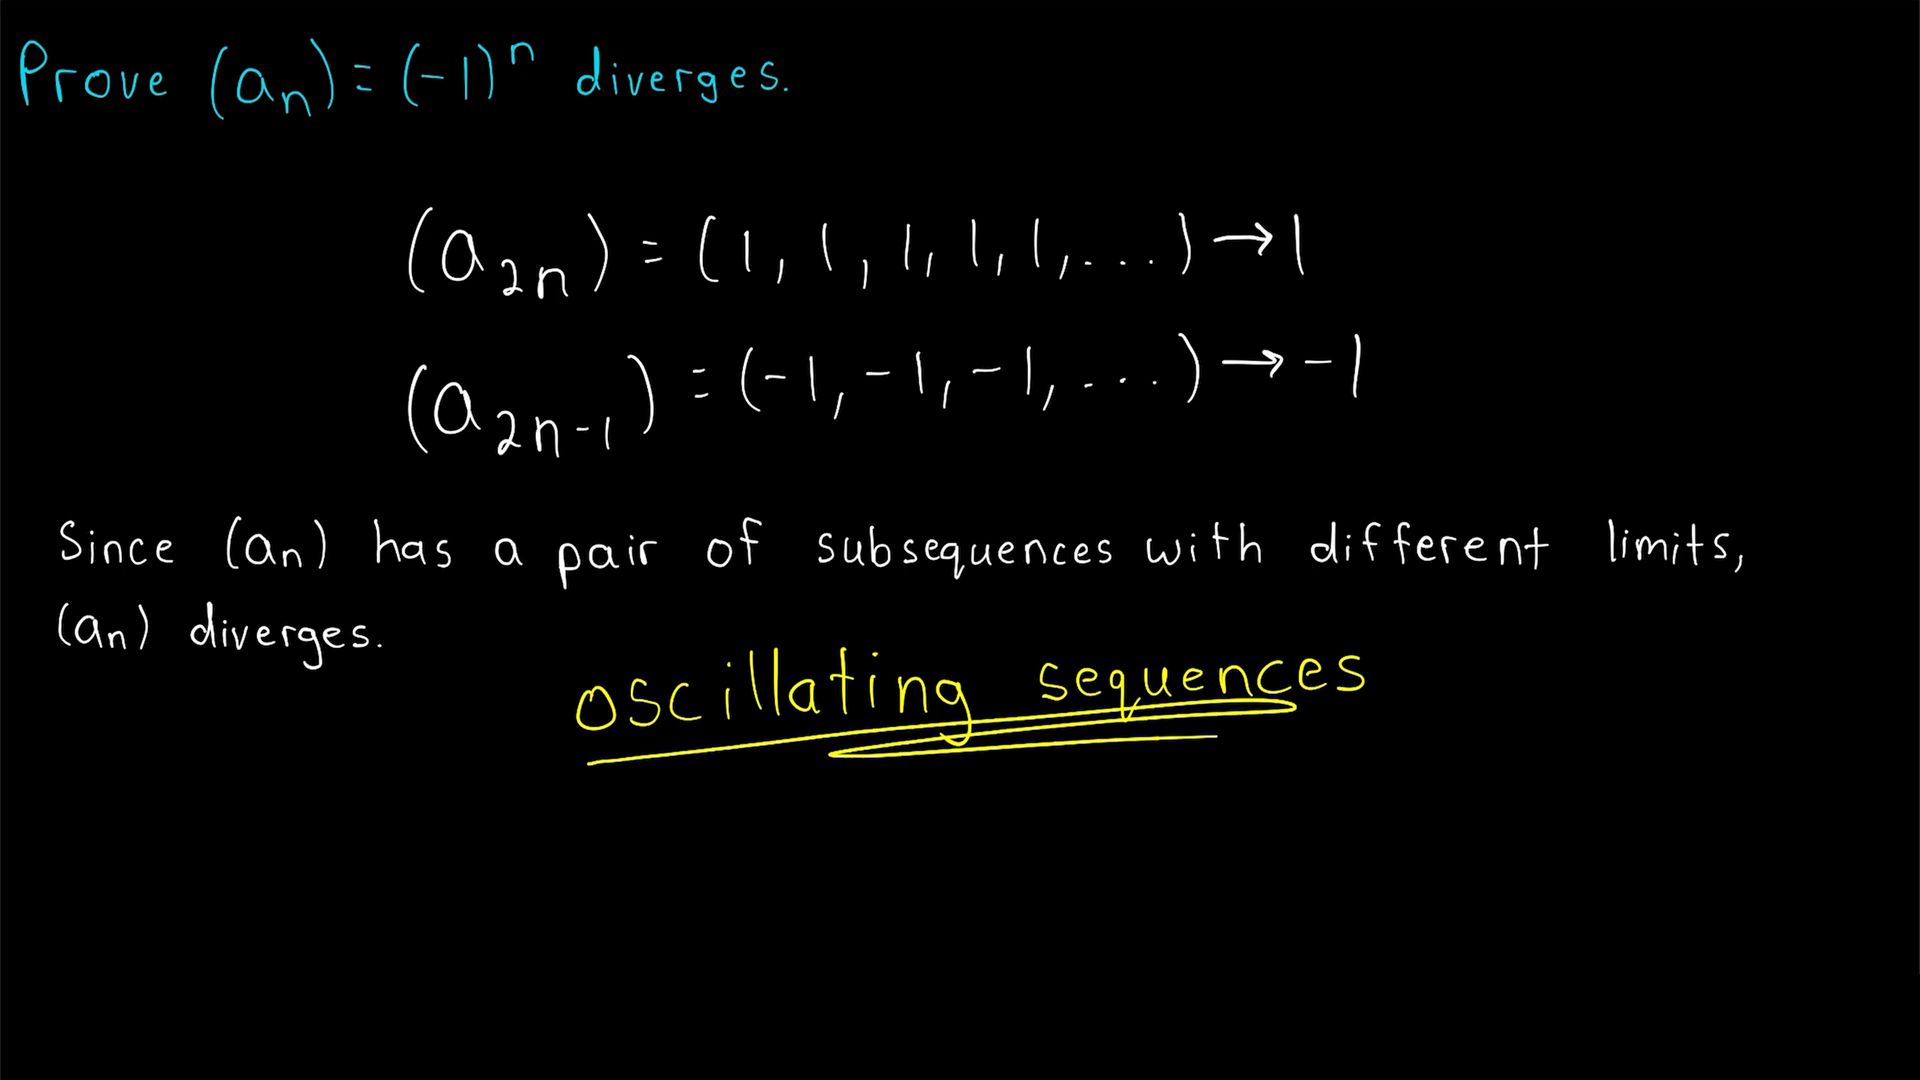 Prove (aₙ) = (-1)ⁿ diverges.
(a₂ₙ) = (1, 1, 1, 1, 1, ...) → 1
(a₂ₙ₋₁) = (-1, -1, -1, ...) → -1
Since (aₙ) has a pair of subsequences with different limits,
(aₙ) diverges.
oscillating sequences